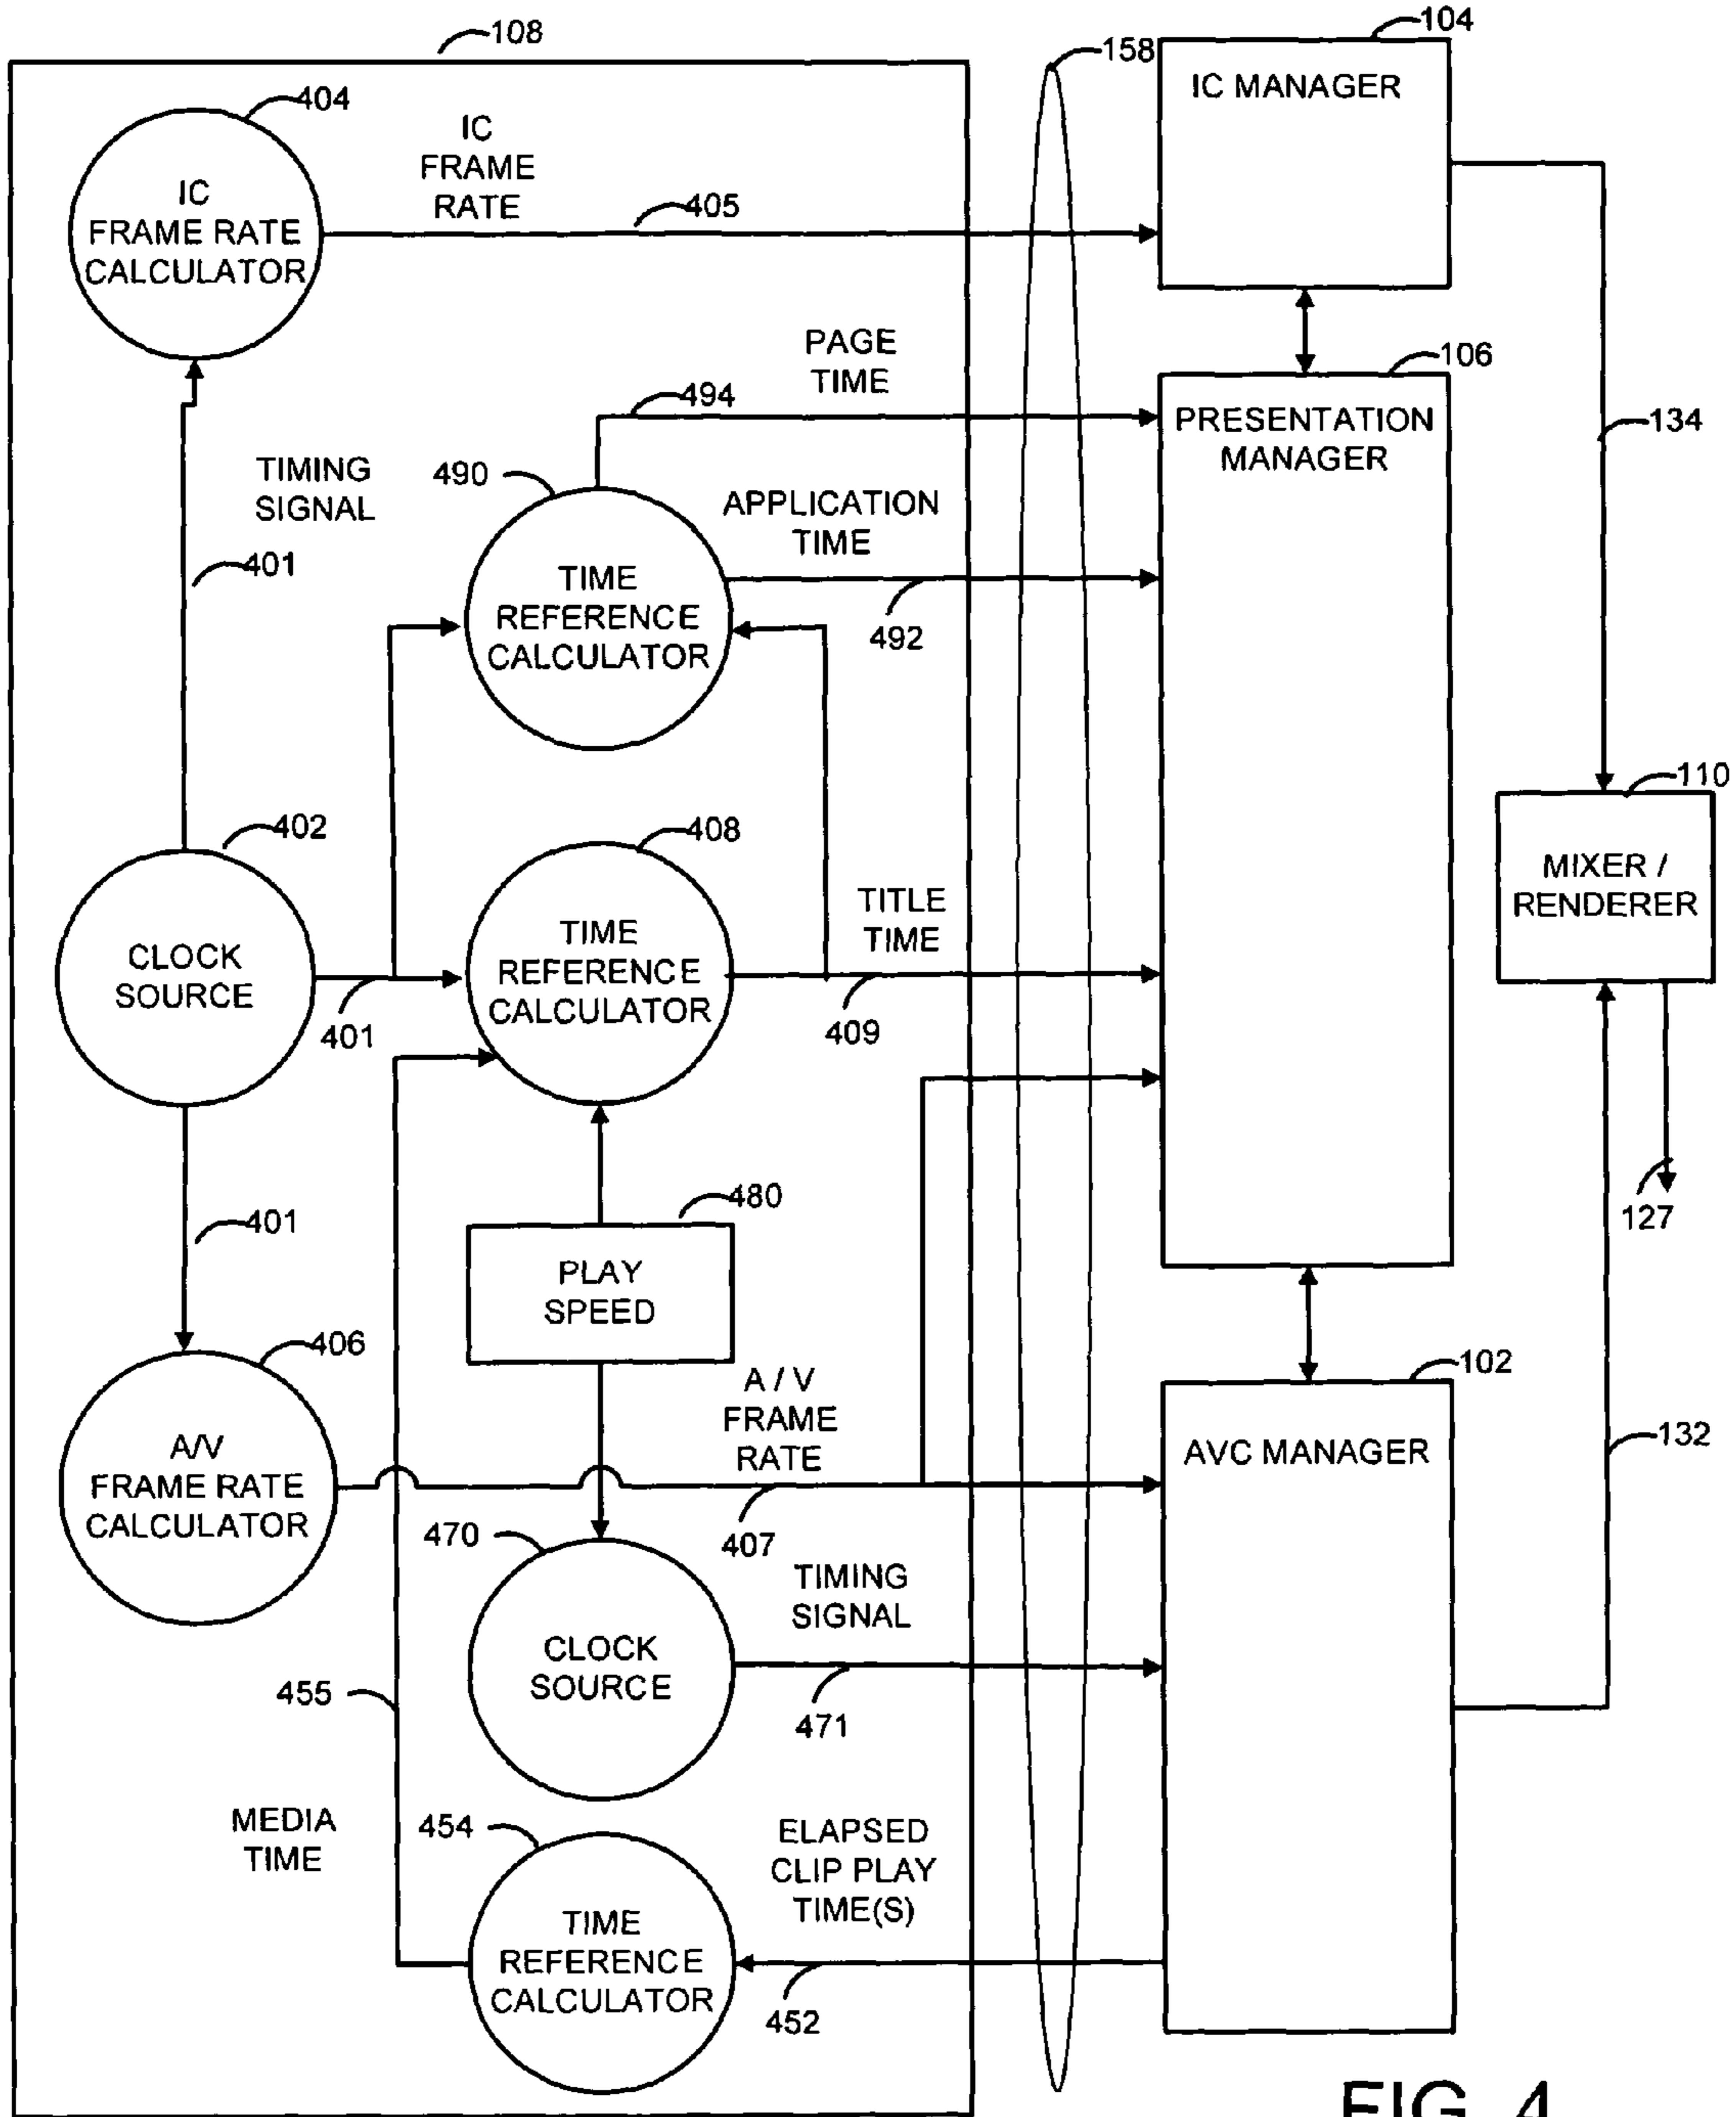 108
104
158
IC MANAGER
404
IC
FRAME
RATE
IC
FRAME RATE
CALCULATOR
405
PAGE
TIME
106
494
PRESENTATION
MANAGER
134
TIMING
SIGNAL
490
APPLICATION
TIME
401
TIME
REFERENCE
CALCULATOR
492
110
402
408
MIXER /
RENDERER
TITLE
TIME
CLOCK
SOURCE
TIME
REFERENCE
CALCULATOR
401
409
480
127
401
PLAY
SPEED
406
102
A / V
FRAME
RATE
132
A/V
FRAME RATE
CALCULATOR
AVC MANAGER
470
407
TIMING
SIGNAL
CLOCK
SOURCE
455
471
MEDIA
TIME
454
ELAPSED
CLIP PLAY
TIME(S)
TIME
REFERENCE
CALCULATOR
452
FIG. 4